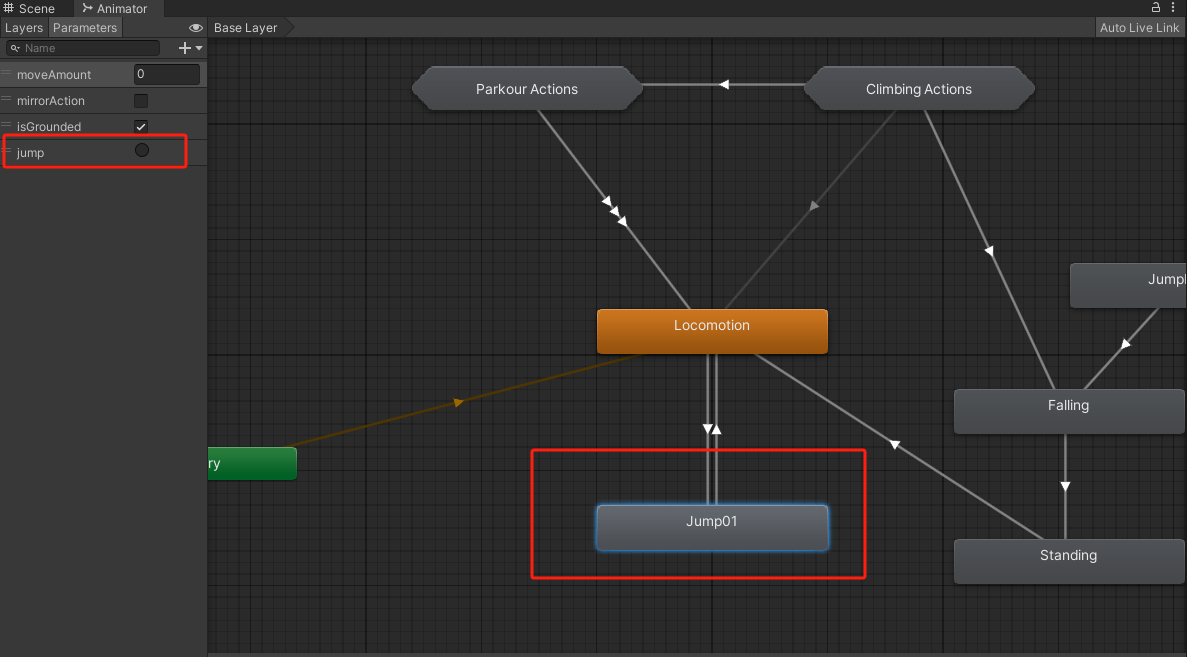 Scene
Animator
Layers
Parameters
Base Layer
Auto Live Link
Name
moveAmount
0
mirrorAction
isGrounded
jump
Parkour Actions
Climbing Actions
Jump
Locomotion
Falling
ry
Jump01
Standing